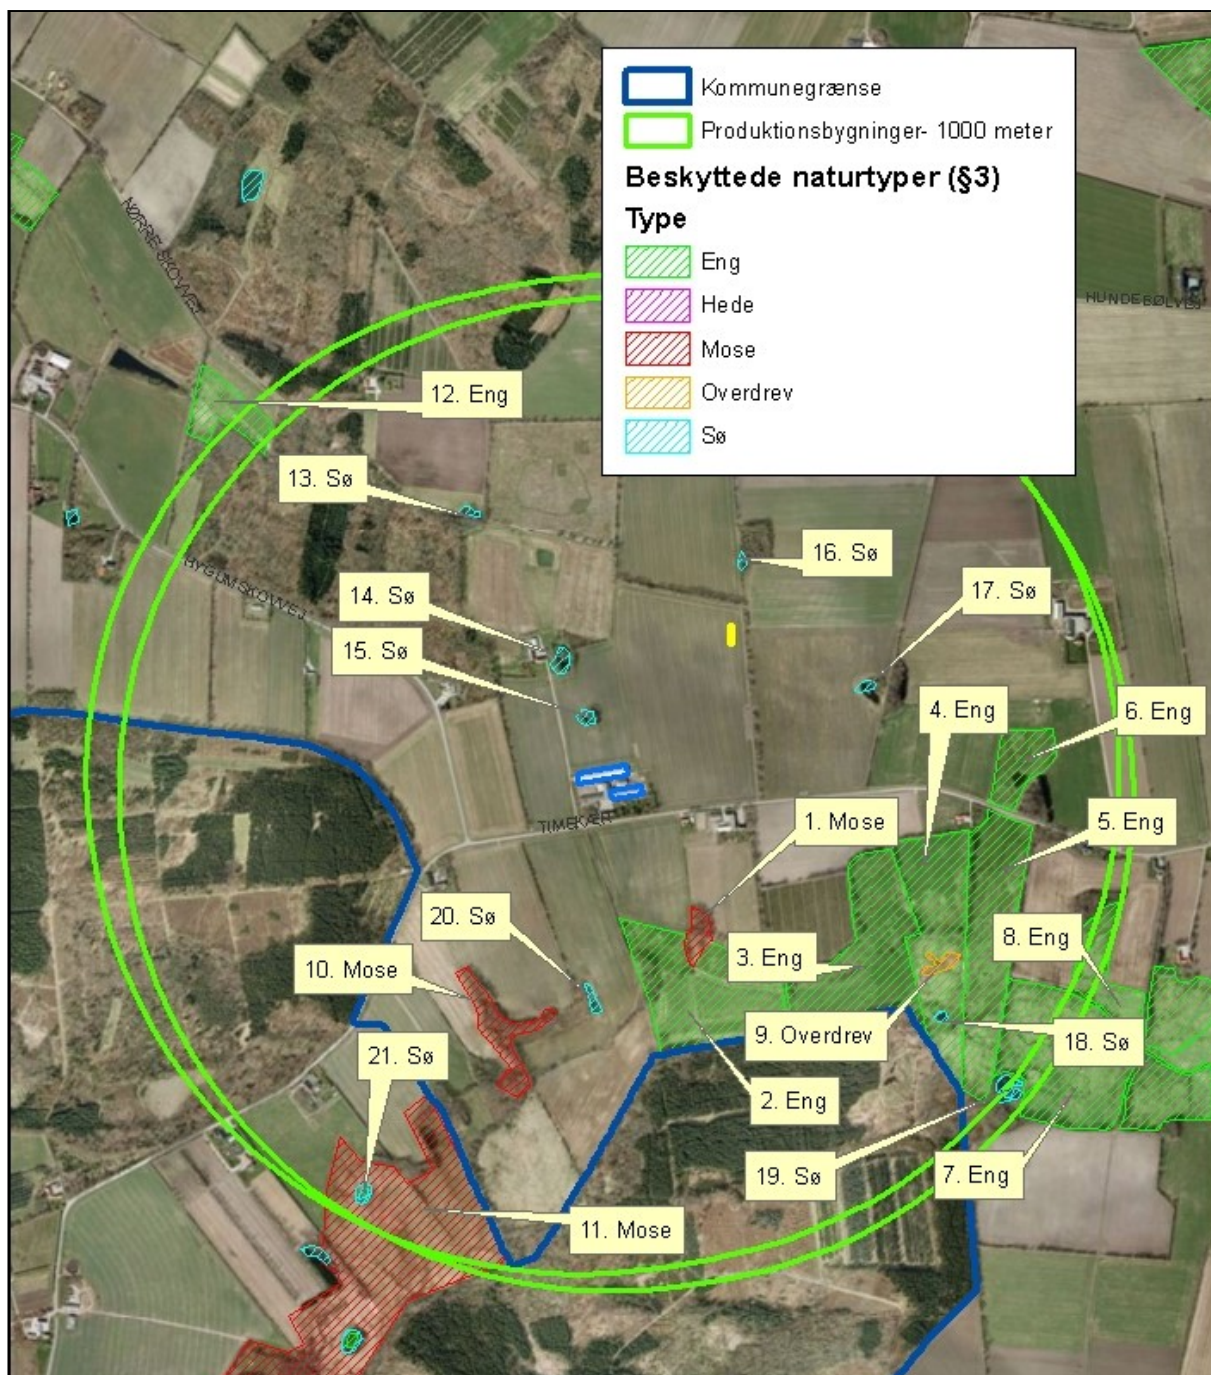 Kommunegrænse
Produktionsbygninger- 1000 meter
Beskyttede naturtyper (§3)
Type
Eng
Hede
Mose
Overdrev
Sø
NØRRE SKOVVEJ
HUNDEBØLVEJ
12. Eng
13. Sø
16. Sø
HYGUM SKOVVEJ
14. Sø
17. Sø
15. Sø
4. Eng
6. Eng
TIMEKÆR
1. Mose
5. Eng
20. Sø
8. Eng
10. Mose
3. Eng
9. Overdrev
18. Sø
21. Sø
2. Eng
19. Sø
7. Eng
11. Mose